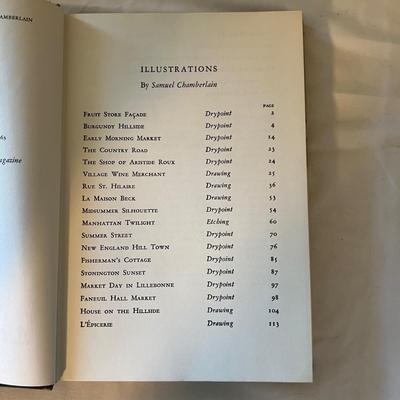 AMBERLAIN
65
agazine
ILLUSTRATIONS
By Samuel Chamberlain
PAGE
Fruit Store Façade Drypoint 2
Burgundy Hillside Drypoint 4
Early Morning Market Drypoint 14
The Country Road Drypoint 23
The Shop of Aristide Roux Drypoint 24
Village Wine Merchant Drawing 25
Rue St. Hilaire Drawing 36
La Maison Beck Drawing 53
Midsummer Silhouette Drypoint 54
Manhattan Twilight Etching 60
Summer Street Drypoint 70
New England Hill Town Drypoint 76
Fisherman's Cottage Drypoint 85
Stonington Sunset Drypoint 87
Market Day in Lillebonne Drypoint 97
Faneuil Hall Market Drypoint 98
House on the Hillside Drawing 104
L'Épicerie Drawing 113